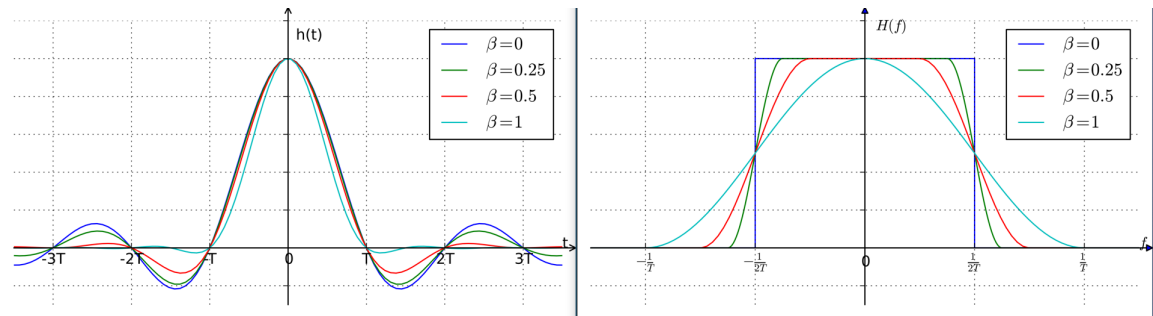 h(t)
β=0
β=0.25
β=0.5
β=1
t
-3T
-2T
-T
0
T
2T
3T
H(f)
β=0
β=0.25
β=0.5
β=1
f
-1/T
-1/2T
0
1/2T
1/T